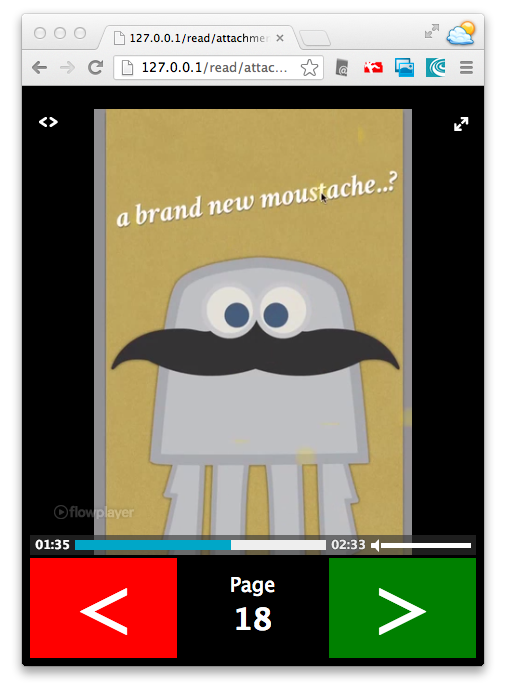 127.0.0.1/read/attachmen
127.0.0.1/read/attac...
<>
a brand new moustache..?
flowplayer
01:35
02:33
<
Page
18
>